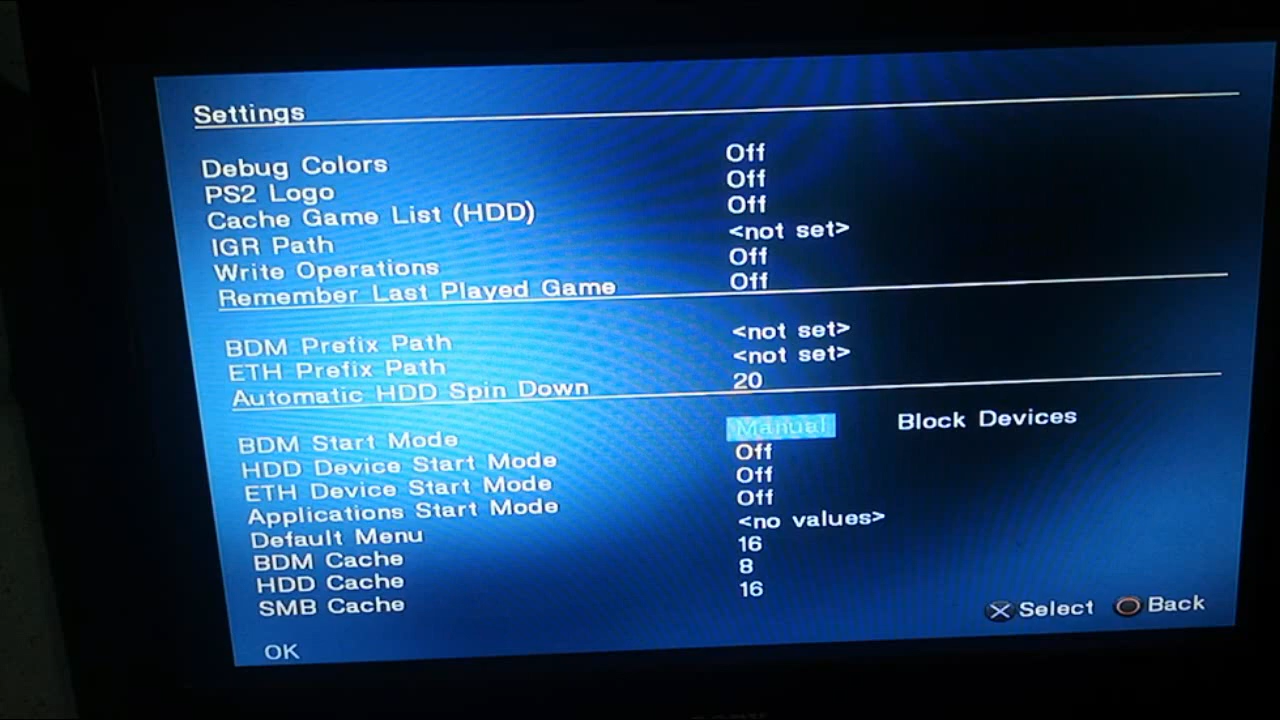 Settings
Debug Colors Off
PS2 Logo Off
Cache Game List (HDD) Off
IGR Path <not set>
Write Operations Off
Remember Last Played Game Off
BDM Prefix Path <not set>
ETH Prefix Path <not set>
Automatic HDD Spin Down 20
BDM Start Mode Manual Block Devices
HDD Device Start Mode Off
ETH Device Start Mode Off
Applications Start Mode Off
Default Menu <no values>
BDM Cache 16
HDD Cache 8
SMB Cache 16
Select Back
OK